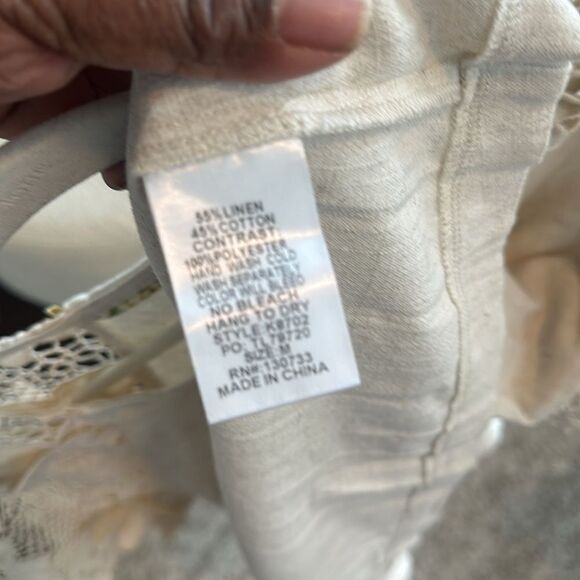 55%LINEN
45%COTTON
CONTRAST:
100%POLYESTER
HAND WASH COLD
WASH SEPARATELY
COLOR WILL BLEED
NO BLEACH
HANG TO DRY
STYLE:K8702
PO:TL79720
SIZE:M
RN#:130733
MADE IN CHINA